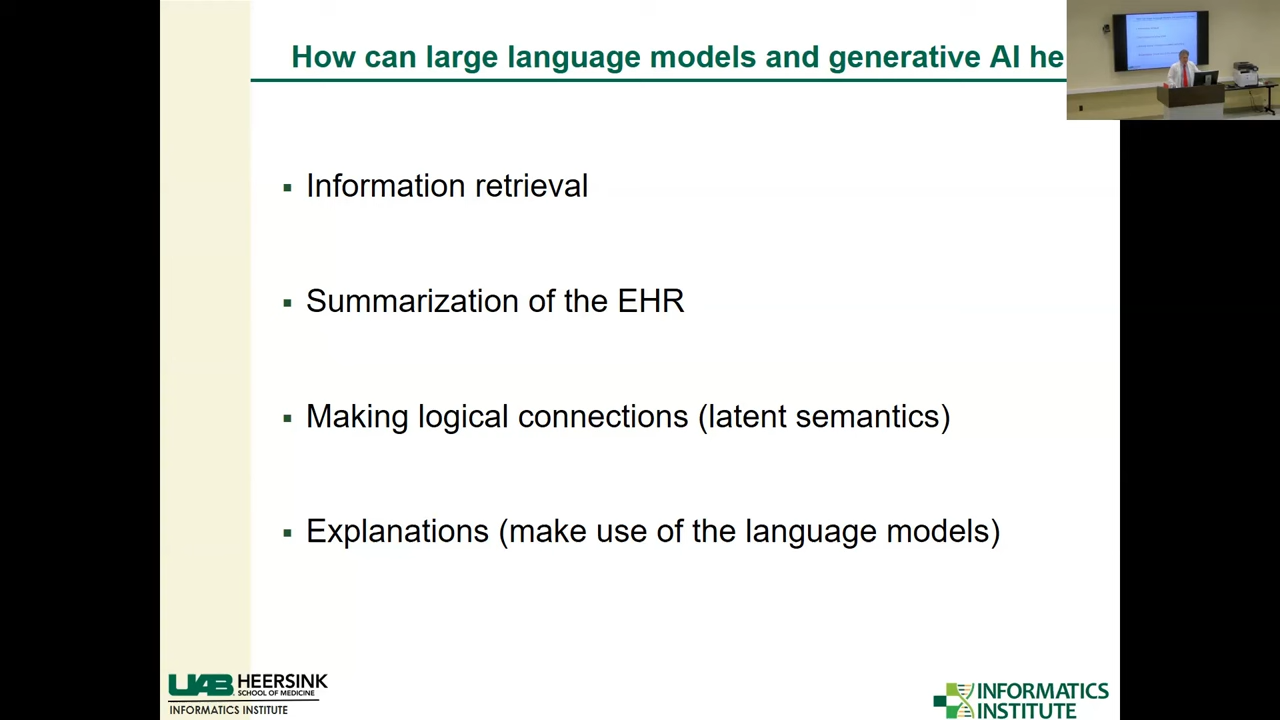 How can large language models and generative AI he
Information retrieval
Summarization of the EHR
Making logical connections (latent semantics)
Explanations (make use of the language models)
UAB HEERSINK
SCHOOL OF MEDICINE
INFORMATICS INSTITUTE
INFORMATICS
INSTITUTE